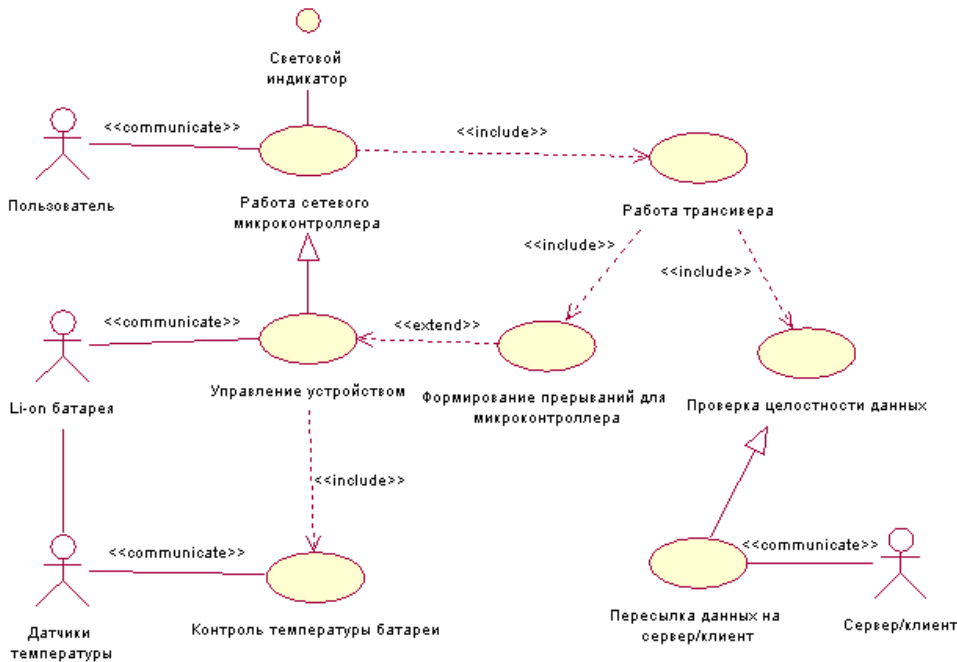 Световой
индикатор
<<communicate>>
<<include>>
Пользователь
Работа сетевого
микроконтроллера
Работа трансивера
<<include>>
<<include>>
<<communicate>>
<<extend>>
Li-on батарея
Управление устройством
Формирование прерываний для
микроконтроллера
Проверка целостности данных
<<include>>
<<communicate>>
<<communicate>>
Датчики
температуры
Контроль температуры батареи
Пересылка данных на
сервер/клиент
Сервер/клиент